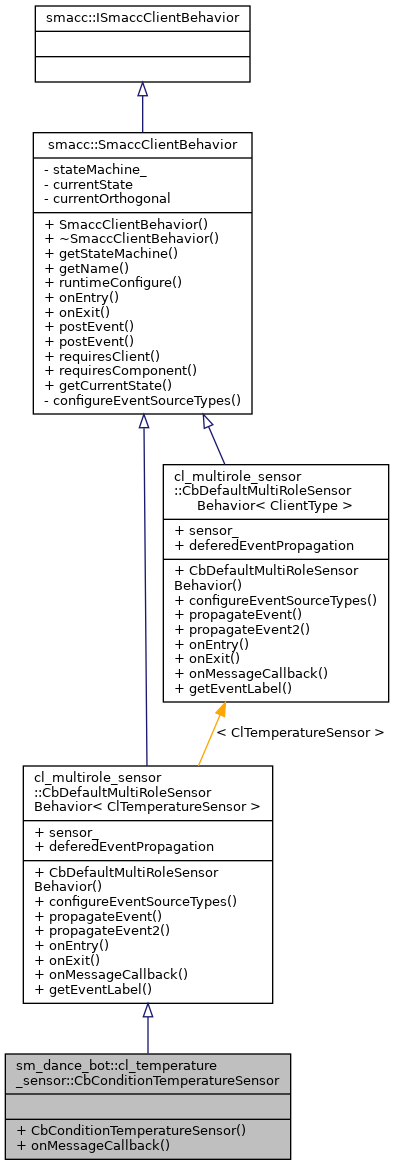 smacc::ISmaccClientBehavior
smacc::SmaccClientBehavior
- stateMachine_
- currentState
- currentOrthogonal
+ SmaccClientBehavior()
+ ~SmaccClientBehavior()
+ getStateMachine()
+ getName()
+ runtimeConfigure()
+ onEntry()
+ onExit()
+ postEvent()
+ postEvent()
+ requiresClient()
+ requiresComponent()
+ getCurrentState()
- configureEventSourceTypes()
cl_multirole_sensor
::CbDefaultMultiRoleSensor
Behavior< ClientType >
+ sensor_
+ deferedEventPropagation
+ CbDefaultMultiRoleSensor
Behavior()
+ configureEventSourceTypes()
+ propagateEvent()
+ propagateEvent2()
+ onEntry()
+ onExit()
+ onMessageCallback()
+ getEventLabel()
< ClTemperatureSensor >
cl_multirole_sensor
::CbDefaultMultiRoleSensor
Behavior< ClTemperatureSensor >
+ sensor_
+ deferedEventPropagation
+ CbDefaultMultiRoleSensor
Behavior()
+ configureEventSourceTypes()
+ propagateEvent()
+ propagateEvent2()
+ onEntry()
+ onExit()
+ onMessageCallback()
+ getEventLabel()
sm_dance_bot::cl_temperature
_sensor::CbConditionTemperatureSensor
+ CbConditionTemperatureSensor()
+ onMessageCallback()